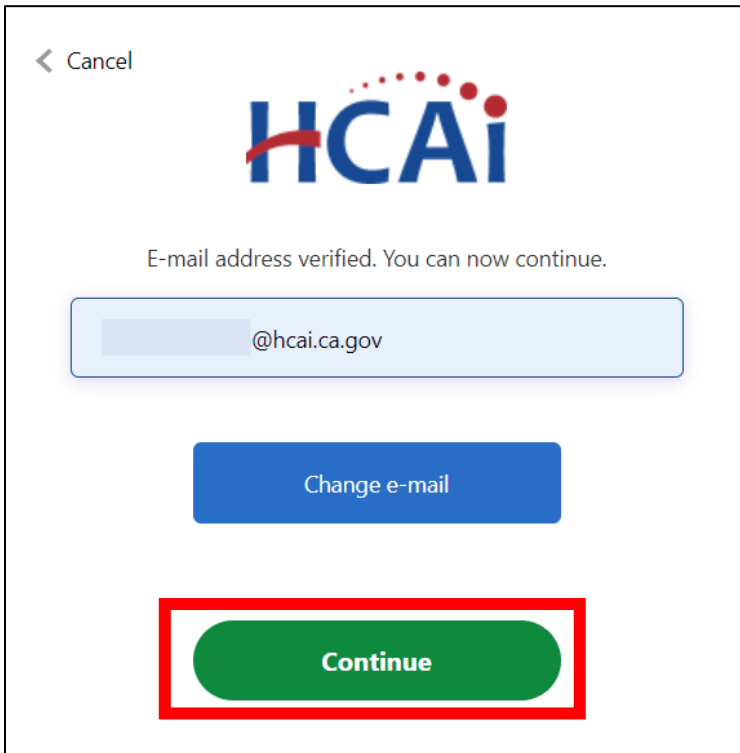 Cancel
HCAi
E-mail address verified. You can now continue.
@hcai.ca.gov
Change e-mail
Continue